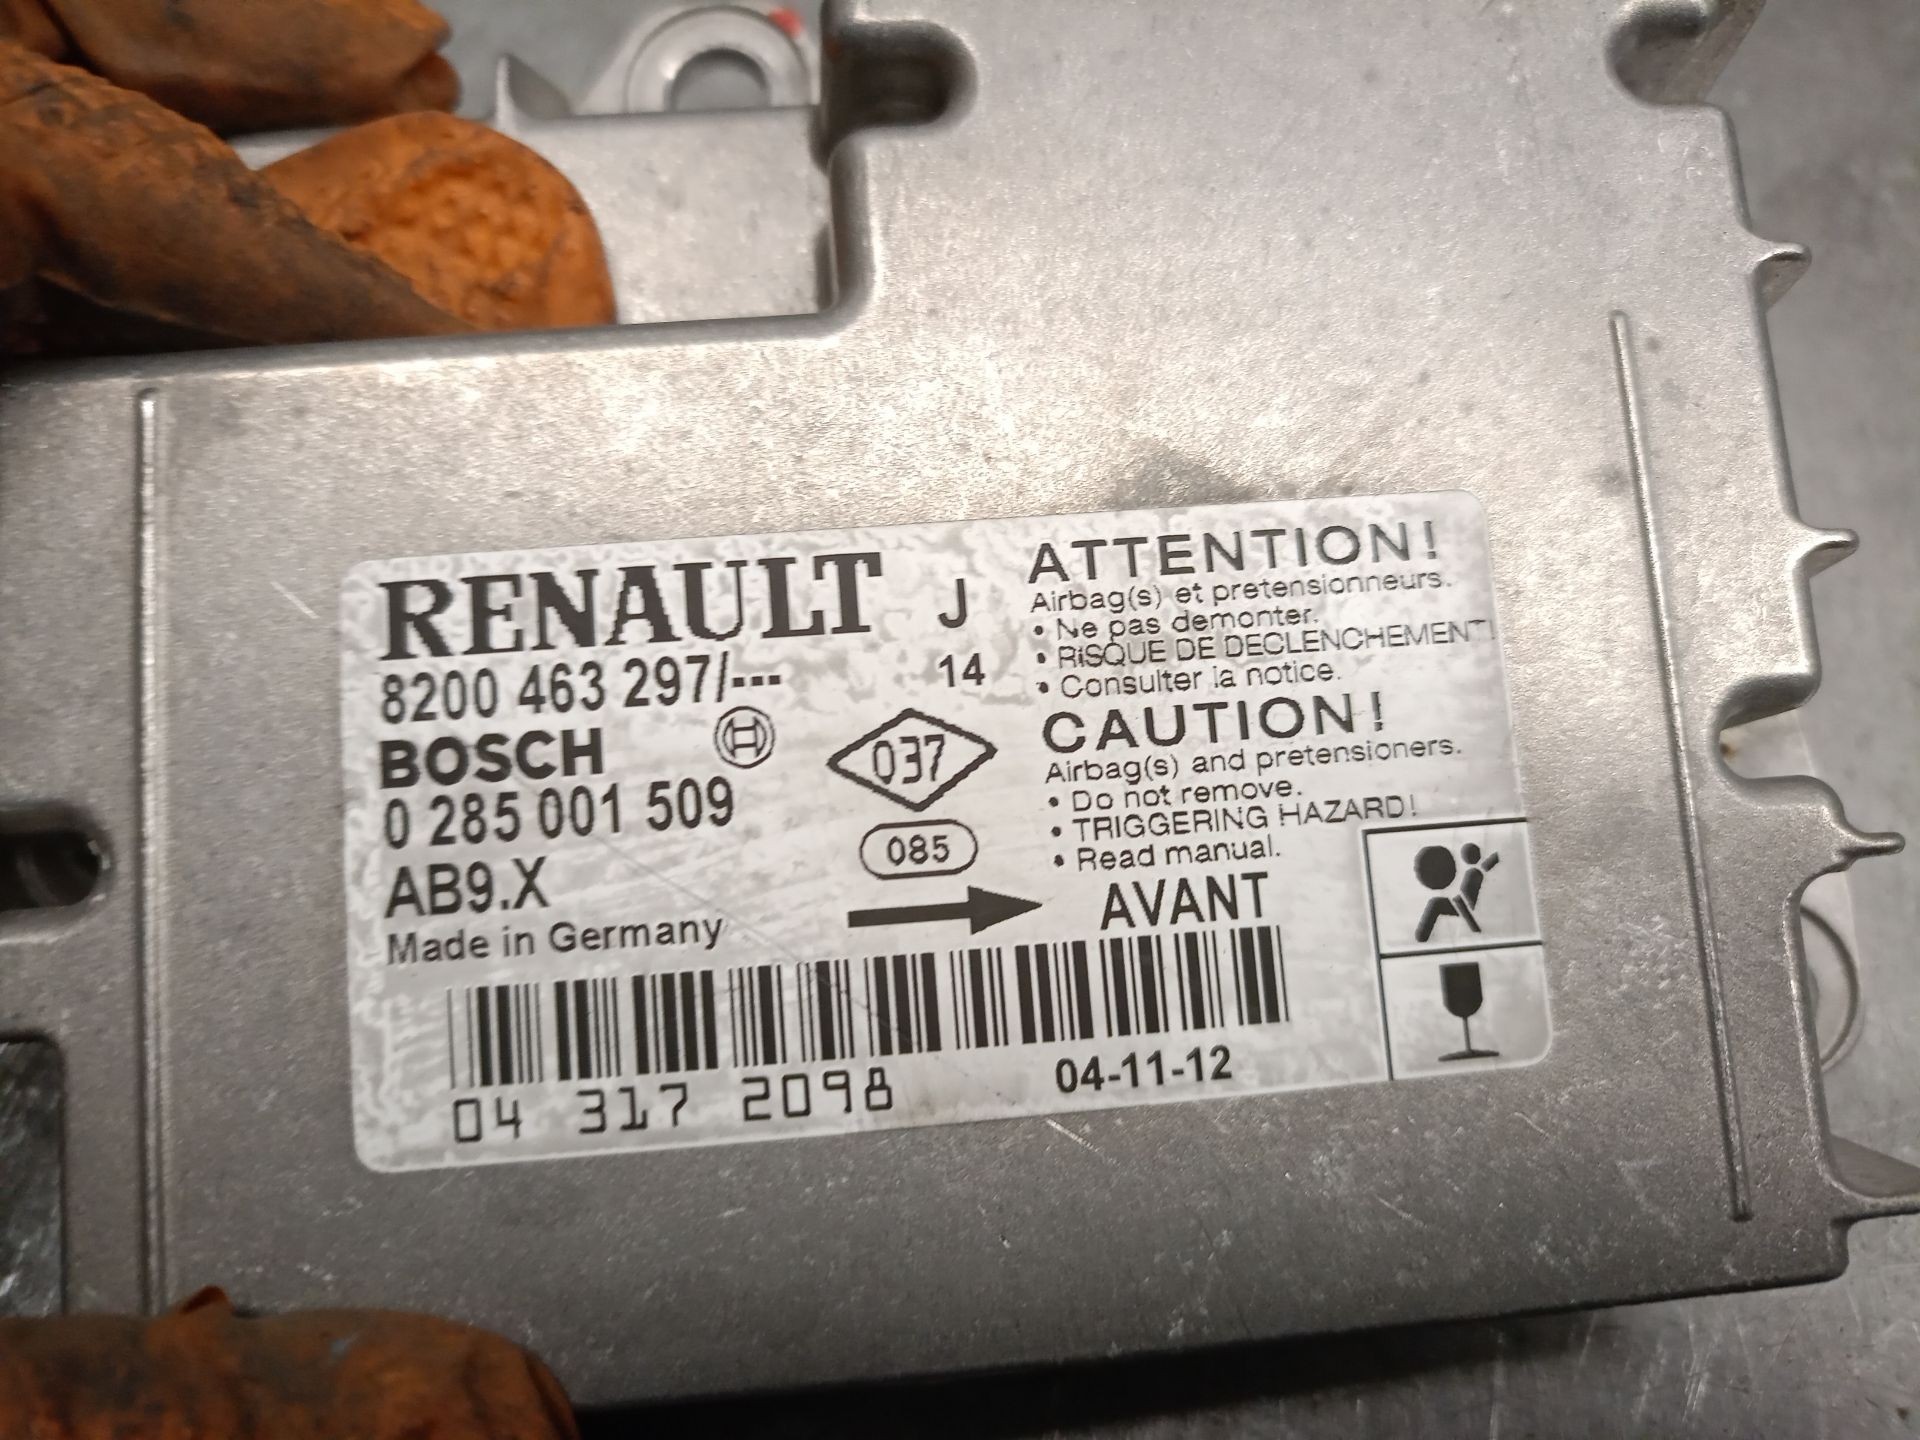 RENAULT J
8200 463 297/--- 14
BOSCH
037
0 285 001 509
085
AB9.X
Made in Germany
ATTENTION!
Airbag(s) et pretensionneurs.
• Ne pas demonter.
• RISQUE DE DECLENCHEMENT!
• Consulter la notice.
CAUTION!
Airbag(s) and pretensioners.
• Do not remove.
• TRIGGERING HAZARD!
• Read manual.
AVANT
04 317 2098
04-11-12